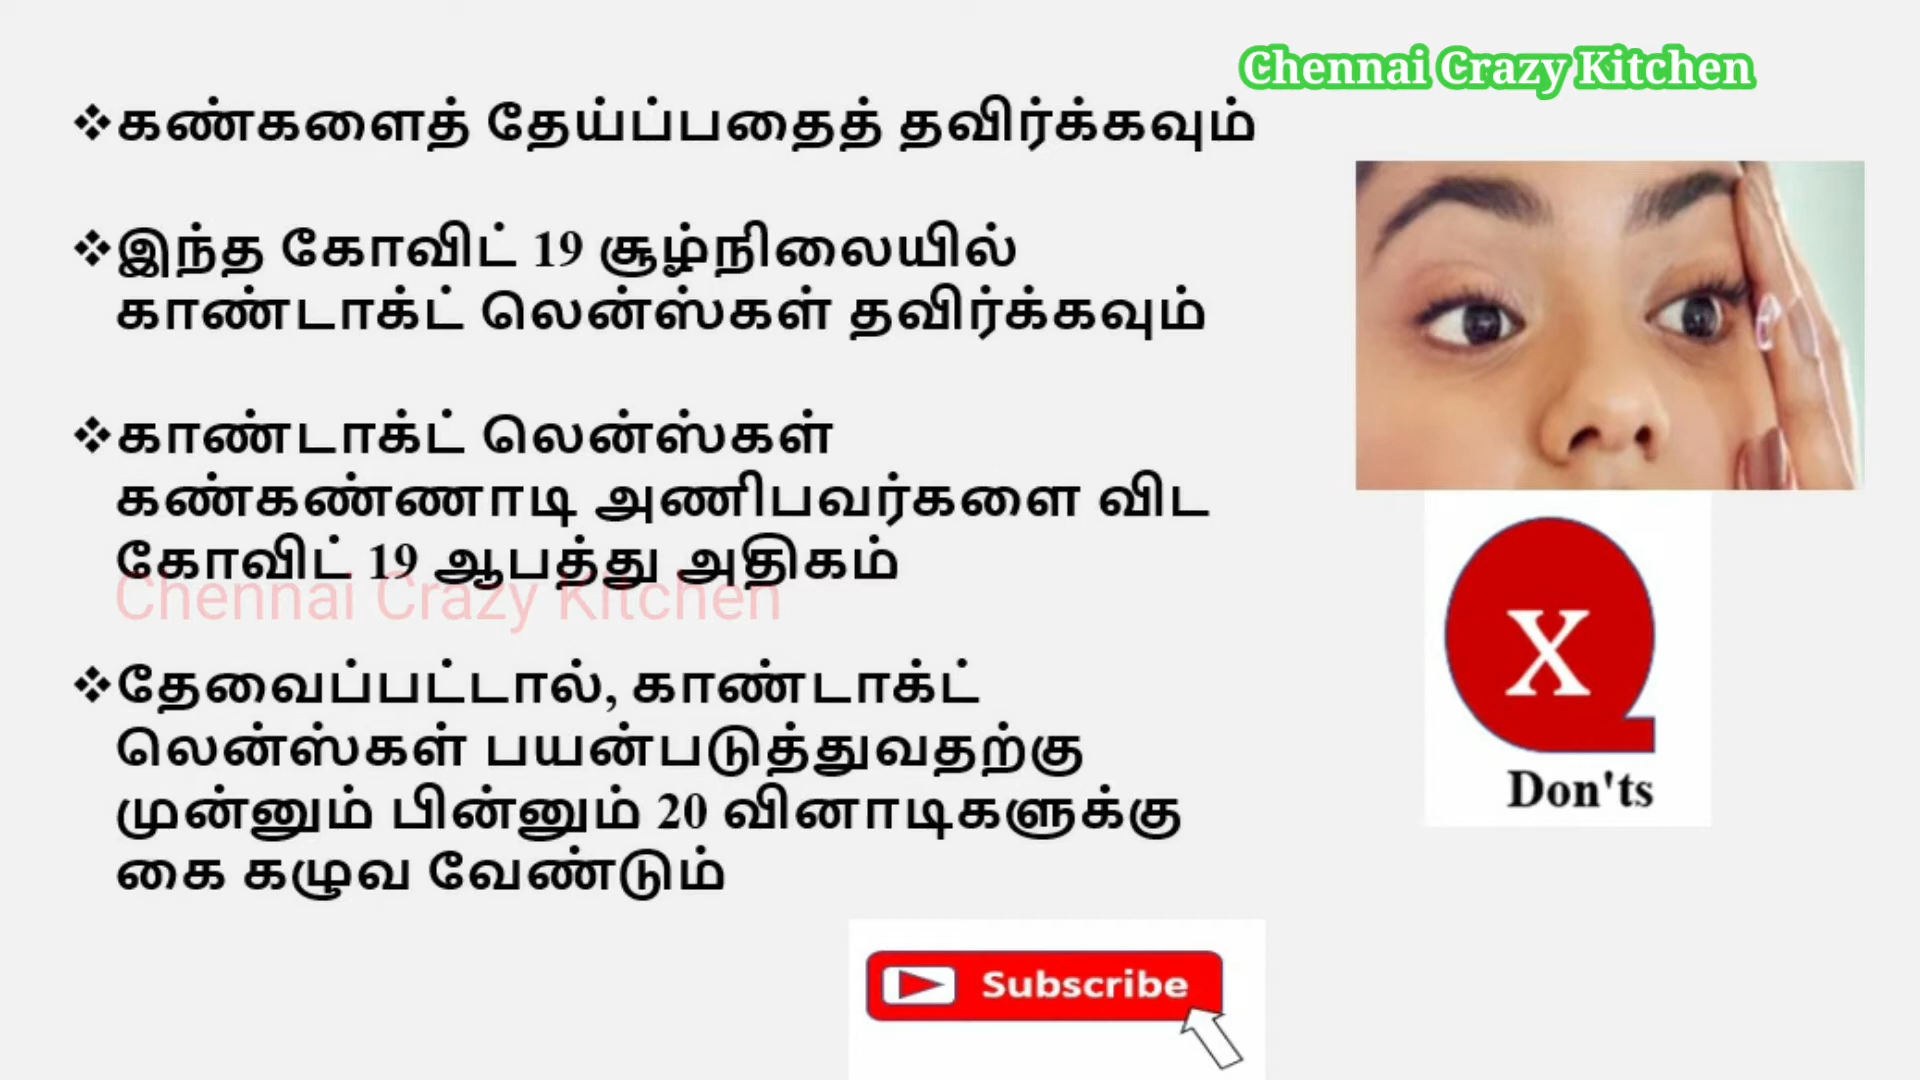 Chennai Crazy Kitchen
❖கண்களைத் தேய்ப்பதைத் தவிர்க்கவும்
❖இந்த கோவிட் 19 சூழ்நிலையில்
காண்டாக்ட் லென்ஸ்கள் தவிர்க்கவும்
❖காண்டாக்ட் லென்ஸ்கள்
கண்கண்ணாடி அணிபவர்களை விட
கோவிட் 19 ஆபத்து அதிகம்
Chennai Crazy Kitchen
❖தேவைப்பட்டால், காண்டாக்ட்
லென்ஸ்கள் பயன்படுத்துவதற்கு
முன்னும் பின்னும் 20 வினாடிகளுக்கு
கை கழுவ வேண்டும்
X
Don'ts
Subscribe